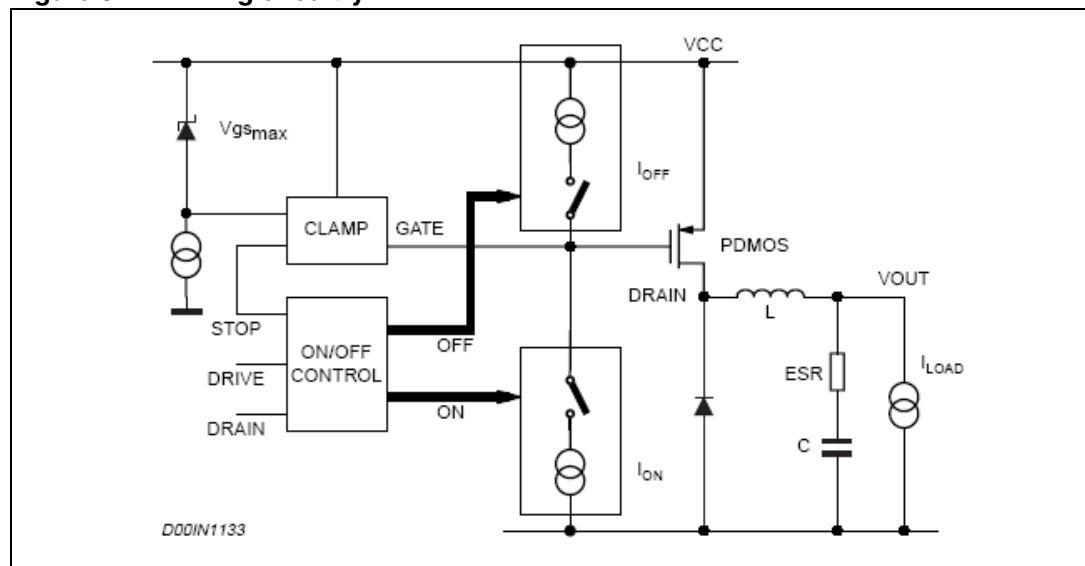 VCC
Vgsmax
IOFF
CLAMP
GATE
PDMOS
DRAIN
VOUT
L
STOP
OFF
ON/OFF
CONTROL
DRIVE
ON
DRAIN
ESR
ILOAD
C
ION
D00IN1133